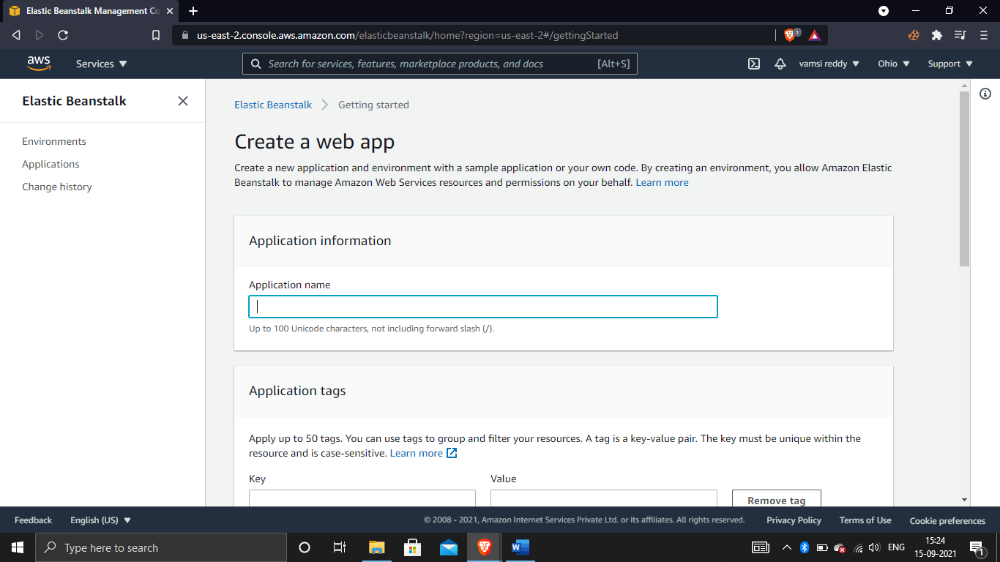 Elastic Beanstalk Management Co
us-east-2.console.aws.amazon.com/elasticbeanstalk/home?region=us-east-2#/gettingStarted
1
aws
Services
Search for services, features, marketplace products, and docs
[Alt+S]
vamsi reddy
Ohio
Support
Elastic Beanstalk
Environments
Applications
Change history
Elastic Beanstalk
Getting started
Create a web app
Create a new application and environment with a sample application or your own code. By creating an environment, you allow Amazon Elastic
Beanstalk to manage Amazon Web Services resources and permissions on your behalf. Learn more
Application information
Application name
Up to 100 Unicode characters, not including forward slash (/).
Application tags
Apply up to 50 tags. You can use tags to group and filter your resources. A tag is a key-value pair. The key must be unique within the
resource and is case-sensitive. Learn more
Key
Value
Remove tag
Feedback
English (US)
© 2008 - 2021, Amazon Internet Services Private Ltd. or its affiliates. All rights reserved.
Privacy Policy
Terms of Use
Cookie preferences
Type here to search
W
ENG
15:24
15-09-2021
1